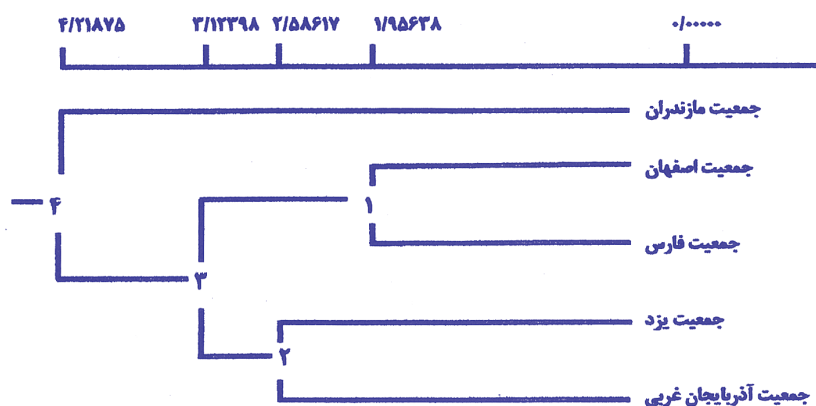 ۴/۲۱۸۷۵ ۳/۱۲۳۹۸ ۲/۵۸۶۱۷ ۱/۹۵۶۳۸ ۰/۰۰۰۰۰
جمعیت مازندران
جمعیت اصفهان
۱
۴
جمعیت فارس
۳
جمعیت یزد
۲
جمعیت آذربایجان غربی